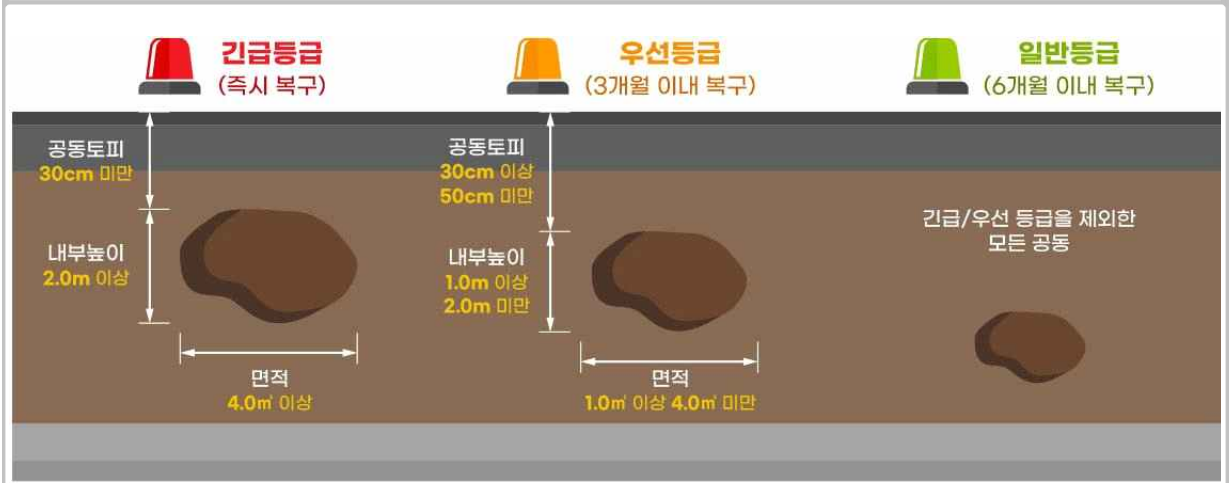 긴급등급
(즉시 복구)
공동토피
30cm 미만
내부높이
2.0m 이상
면적
4.0㎡ 이상
우선등급
(3개월 이내 복구)
공동토피
30cm 이상
50cm 미만
내부높이
1.0m 이상
2.0m 미만
면적
1.0㎡ 이상 4.0㎡ 미만
일반등급
(6개월 이내 복구)
긴급/우선 등급을 제외한
모든 공동